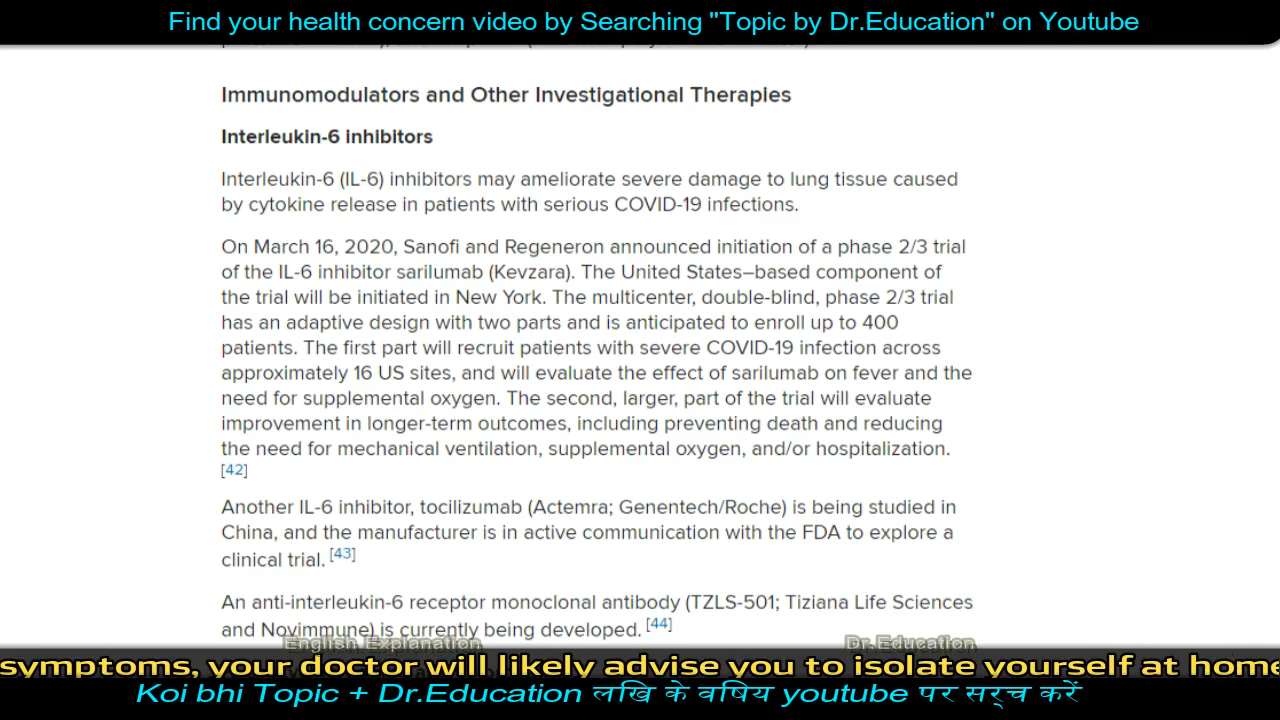 Find your health concern video by Searching "Topic by Dr.Education" on Youtube
Immunomodulators and Other Investigational Therapies
Interleukin-6 inhibitors
Interleukin-6 (IL-6) inhibitors may ameliorate severe damage to lung tissue caused
by cytokine release in patients with serious COVID-19 infections.
On March 16, 2020, Sanofi and Regeneron announced initiation of a phase 2/3 trial
of the IL-6 inhibitor sarilumab (Kevzara). The United States–based component of
the trial will be initiated in New York. The multicenter, double-blind, phase 2/3 trial
has an adaptive design with two parts and is anticipated to enroll up to 400
patients. The first part will recruit patients with severe COVID-19 infection across
approximately 16 US sites, and will evaluate the effect of sarilumab on fever and the
need for supplemental oxygen. The second, larger, part of the trial will evaluate
improvement in longer-term outcomes, including preventing death and reducing
the need for mechanical ventilation, supplemental oxygen, and/or hospitalization.
[42]
Another IL-6 inhibitor, tocilizumab (Actemra; Genentech/Roche) is being studied in
China, and the manufacturer is in active communication with the FDA to explore a
clinical trial. [43]
An anti-interleukin-6 receptor monoclonal antibody (TZLS-501; Tiziana Life Sciences
and Novimmune) is currently being developed. [44]
English Explanation Dr.Education
symptoms, your doctor will likely advise you to isolate yourself at home
Koi bhi Topic + Dr.Education लिख के विषय youtube पर सर्च करें